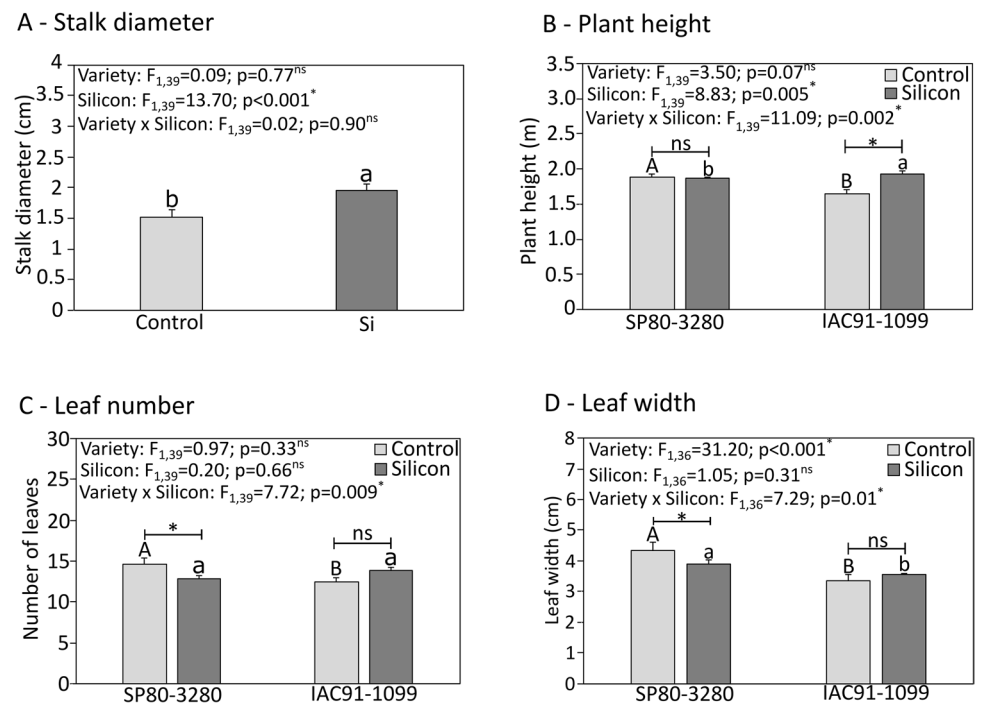 A - Stalk diameter
Stalk diameter (cm)
4
3.5
3
2.5
2
1.5
1
0.5
0
Variety: F1,39=0.09; p=0.77ns
Silicon: F1,39=13.70; p<0.001*
Variety x Silicon: F1,39=0.02; p=0.90ns
b
a
Control
Si
B - Plant height
Plant height (m)
3.5
3.0
2.5
2.0
1.5
1.0
0.5
0
Variety: F1,39=3.50; p=0.07ns
Silicon: F1,39=8.83; p=0.005*
Variety x Silicon: F1,39=11.09; p=0.002*
Control
Silicon
ns
*
A
b
B
a
SP80-3280
IAC91-1099
C - Leaf number
Number of leaves
30
25
20
15
10
5
0
Variety: F1,39=0.97; p=0.33ns
Silicon: F1,39=0.20; p=0.66ns
Variety x Silicon: F1,39=7.72; p=0.009*
Control
Silicon
*
ns
A
a
B
a
SP80-3280
IAC91-1099
D - Leaf width
Leaf width (cm)
8
7
6
5
4
3
2
1
0
Variety: F1,36=31.20; p<0.001*
Silicon: F1,36=1.05; p=0.31ns
Variety x Silicon: F1,36=7.29; p=0.01*
Control
Silicon
*
ns
A
a
B
b
SP80-3280
IAC91-1099